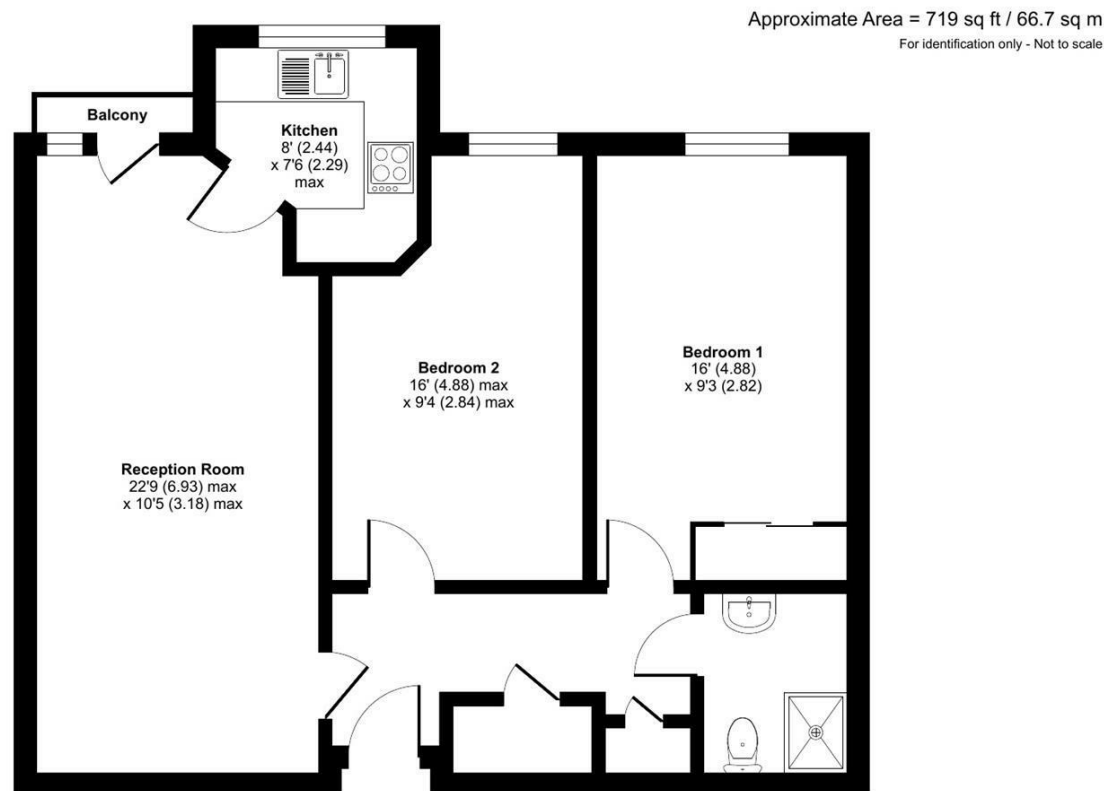 Approximate Area = 719 sq ft / 66.7 sq m
For identification only - Not to scale
Balcony
Kitchen
8' (2.44)
x 7'6 (2.29)
max
Bedroom 1
16' (4.88)
x 9'3 (2.82)
Bedroom 2
16' (4.88) max
x 9'4 (2.84) max
Reception Room
22'9 (6.93) max
x 10'5 (3.18) max